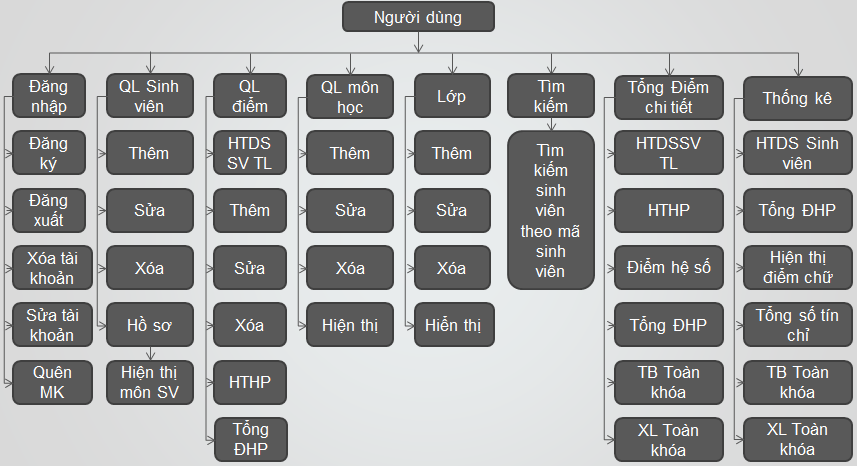 Người dùng
Đăng
nhập
Đăng
ký
Đăng
xuất
Xóa tài
khoản
Sửa tài
khoản
Quên
MK
QL Sinh
viên
Thêm
Sửa
Xóa
Hồ sơ
Hiện thị
môn SV
QL
điểm
HTDS
SV TL
Thêm
Sửa
Xóa
HTHP
Tổng
ĐHP
QL môn
học
Thêm
Sửa
Xóa
Hiện thị
Lớp
Thêm
Sửa
Xóa
Hiển thị
Tìm
kiếm
Tìm
kiếm
sinh
viên
theo mã
sinh
viên
Tổng Điểm
chi tiết
HTDSSV
TL
HTHP
Điểm hệ số
Tổng ĐHP
TB Toàn
khóa
XL Toàn
khóa
Thống kê
HTDS Sinh
viên
Tổng ĐHP
Hiện thị
điểm chữ
Tổng số tín
chỉ
TB Toàn
khóa
XL Toàn
khóa